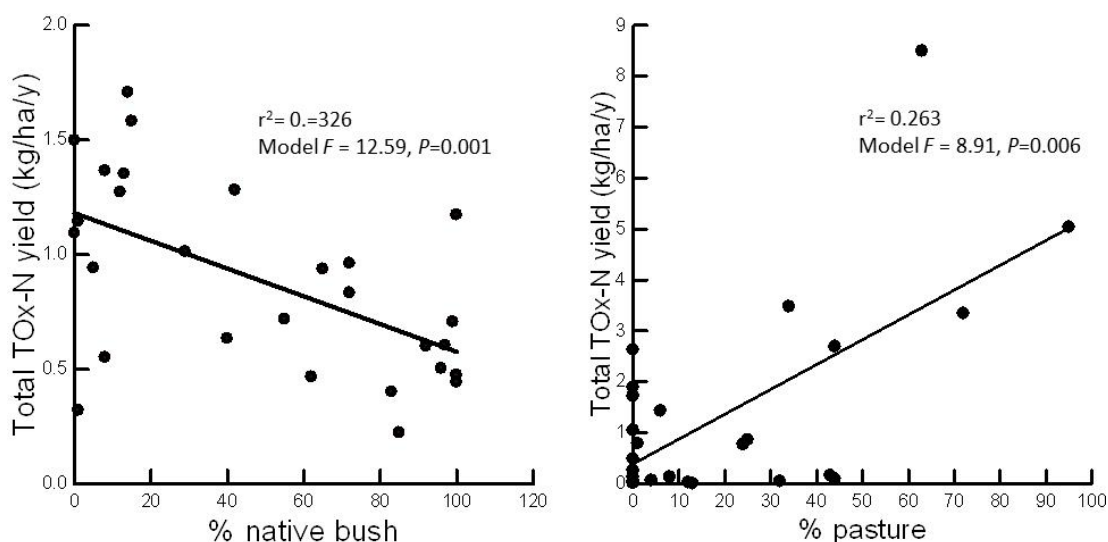 Total TOx-N yield (kg/ha/y)
2.0
1.5
1.0
0.5
0.0
r²= 0.=326
Model F = 12.59, P=0.001
0 20 40 60 80 100 120
% native bush
Total TOx-N yield (kg/ha/y)
9
8
7
6
5
4
3
2
1
0
r²= 0.263
Model F = 8.91, P=0.006
0 10 20 30 40 50 60 70 80 90 100
% pasture